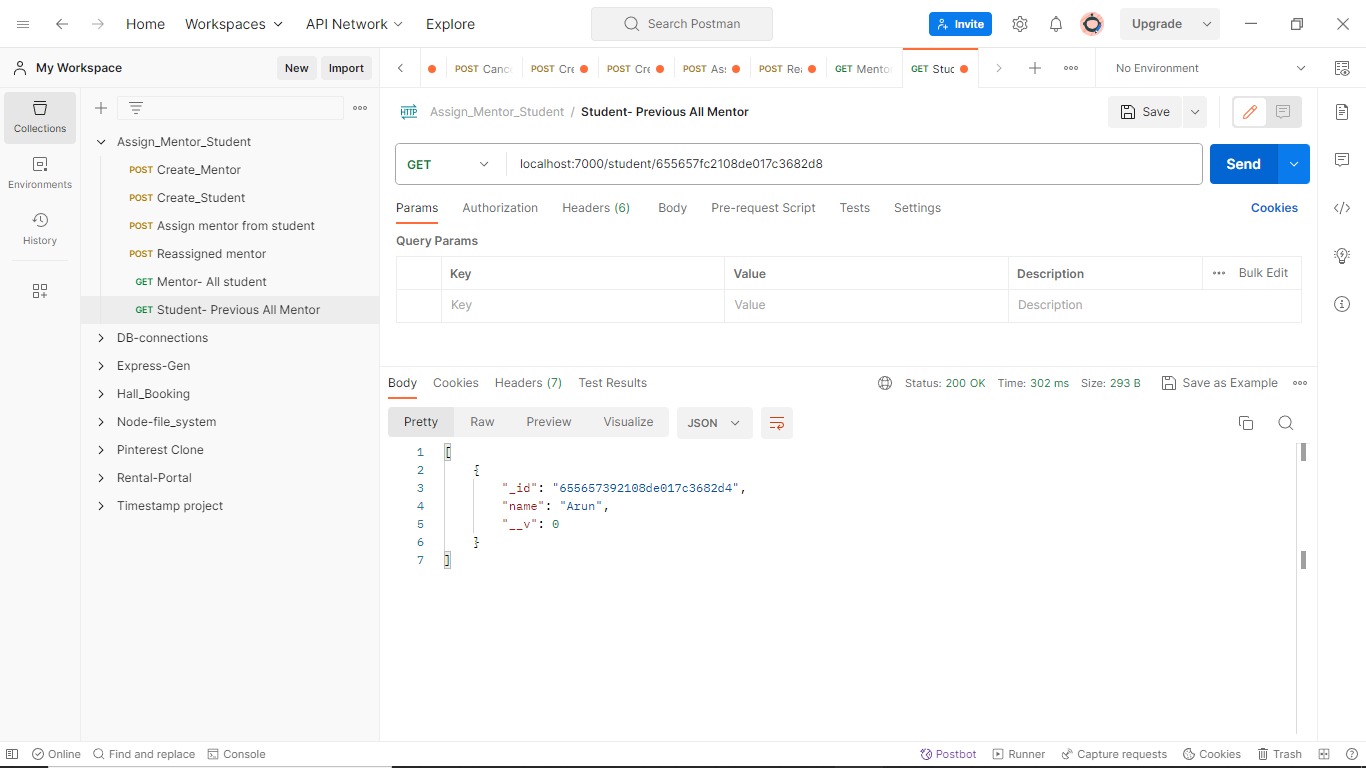 Home Workspaces API Network Explore Search Postman Invite Upgrade
My Workspace New Import
POST Canc POST Cre POST Cre POST Ass POST Rea GET Mentor GET Stud No Environment
Collections
Environments
History
Assign_Mentor_Student
POST Create_Mentor
POST Create_Student
POST Assign mentor from student
POST Reassigned mentor
GET Mentor- All student
GET Student- Previous All Mentor
DB-connections
Express-Gen
Hall_Booking
Node-file_system
Pinterest Clone
Rental-Portal
Timestamp project
HTTP Assign_Mentor_Student / Student- Previous All Mentor Save
GET localhost:7000/student/655657fc2108de017c3682d8 Send
Params Authorization Headers (6) Body Pre-request Script Tests Settings Cookies
Query Params
Key Value Description Bulk Edit
Key Value Description
Body Cookies Headers (7) Test Results Status: 200 OK Time: 302 ms Size: 293 B Save as Example
Pretty Raw Preview Visualize JSON
1 [
2 {
3 "_id": "655657392108de017c3682d4",
4 "name": "Arun",
5 "__v": 0
6 }
7 ]
Online Find and replace Console Postbot Runner Capture requests Cookies Trash